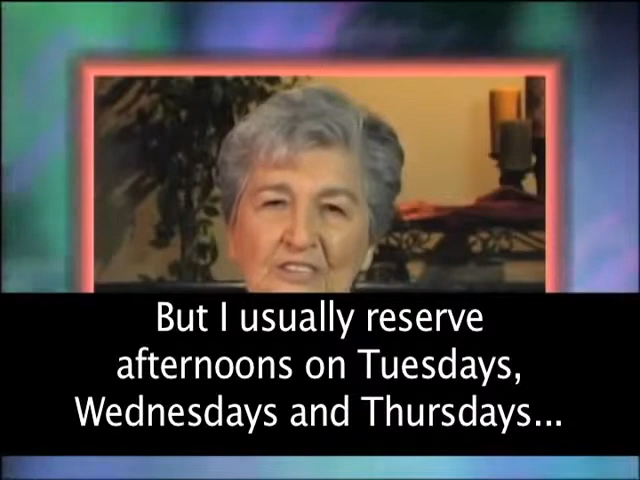 But I usually reserve
afternoons on Tuesdays,
Wednesdays and Thursdays...